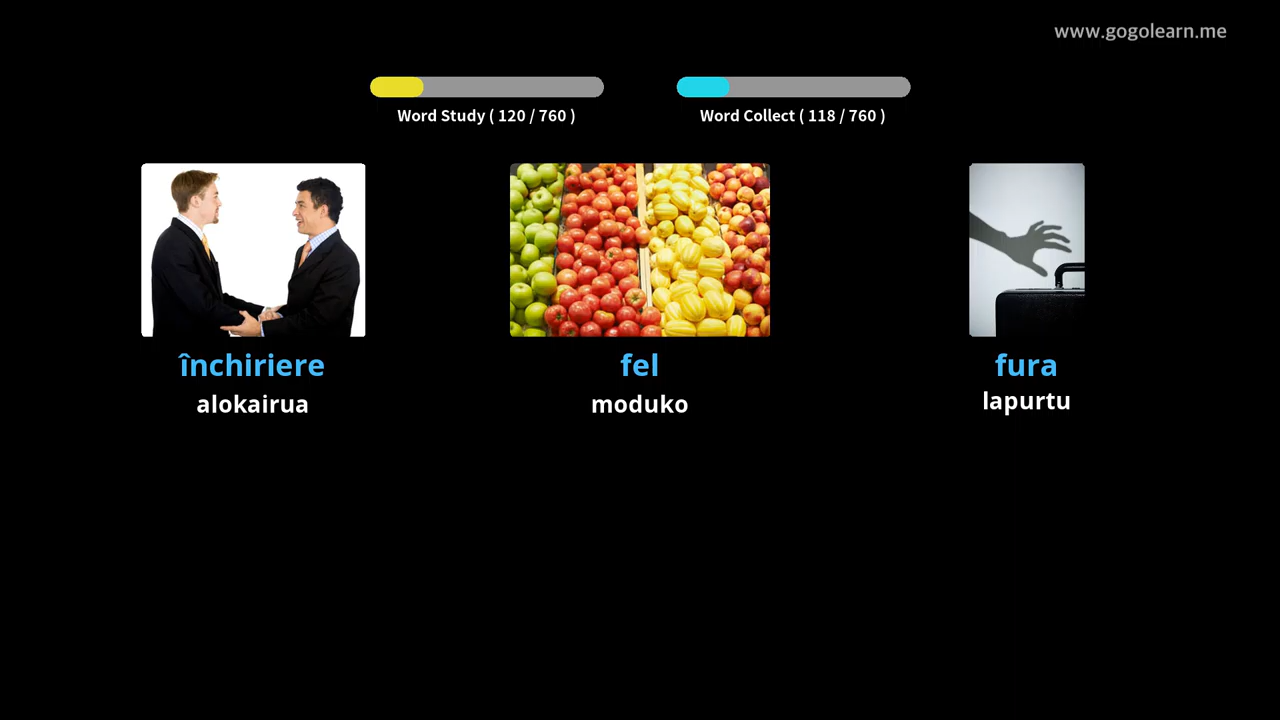 www.gogolearn.me
Word Study ( 120 / 760 )
Word Collect ( 118 / 760 )
închiriere
alokairua
fel
moduko
fura
lapurtu